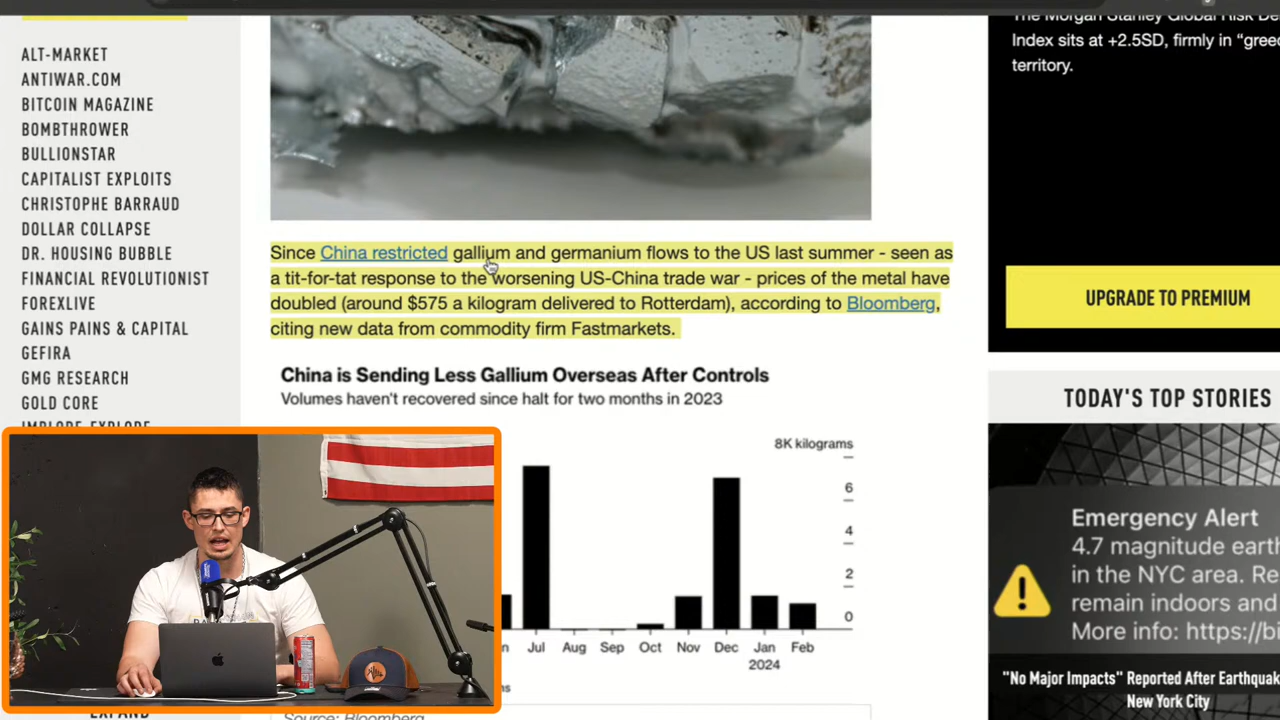 ALT-MARKET
ANTIWAR.COM
BITCOIN MAGAZINE
BOMBTHROWER
BULLIONSTAR
CAPITALIST EXPLOITS
CHRISTOPHE BARRAUD
DOLLAR COLLAPSE
DR. HOUSING BUBBLE
FINANCIAL REVOLUTIONIST
FOREXLIVE
GAINS PAINS & CAPITAL
GEFIRA
GMG RESEARCH
GOLD CORE
IMPLODE-EXPLODE
EXPAND
Since China restricted gallium and germanium flows to the US last summer - seen as
a tit-for-tat response to the worsening US-China trade war - prices of the metal have
doubled (around $575 a kilogram delivered to Rotterdam), according to Bloomberg,
citing new data from commodity firm Fastmarkets.
China is Sending Less Gallium Overseas After Controls
Volumes haven't recovered since halt for two months in 2023
8K kilograms
6
4
2
0
Jul Aug Sep Oct Nov Dec Jan Feb
2024
Source: Bloomberg
The Morgan Stanley Global Risk De
Index sits at +2.5SD, firmly in "greed
territory.
UPGRADE TO PREMIUM
TODAY'S TOP STORIES
Emergency Alert
4.7 magnitude earth
in the NYC area. Re
remain indoors and
More info: https://bi
"No Major Impacts" Reported After Earthquak
New York City